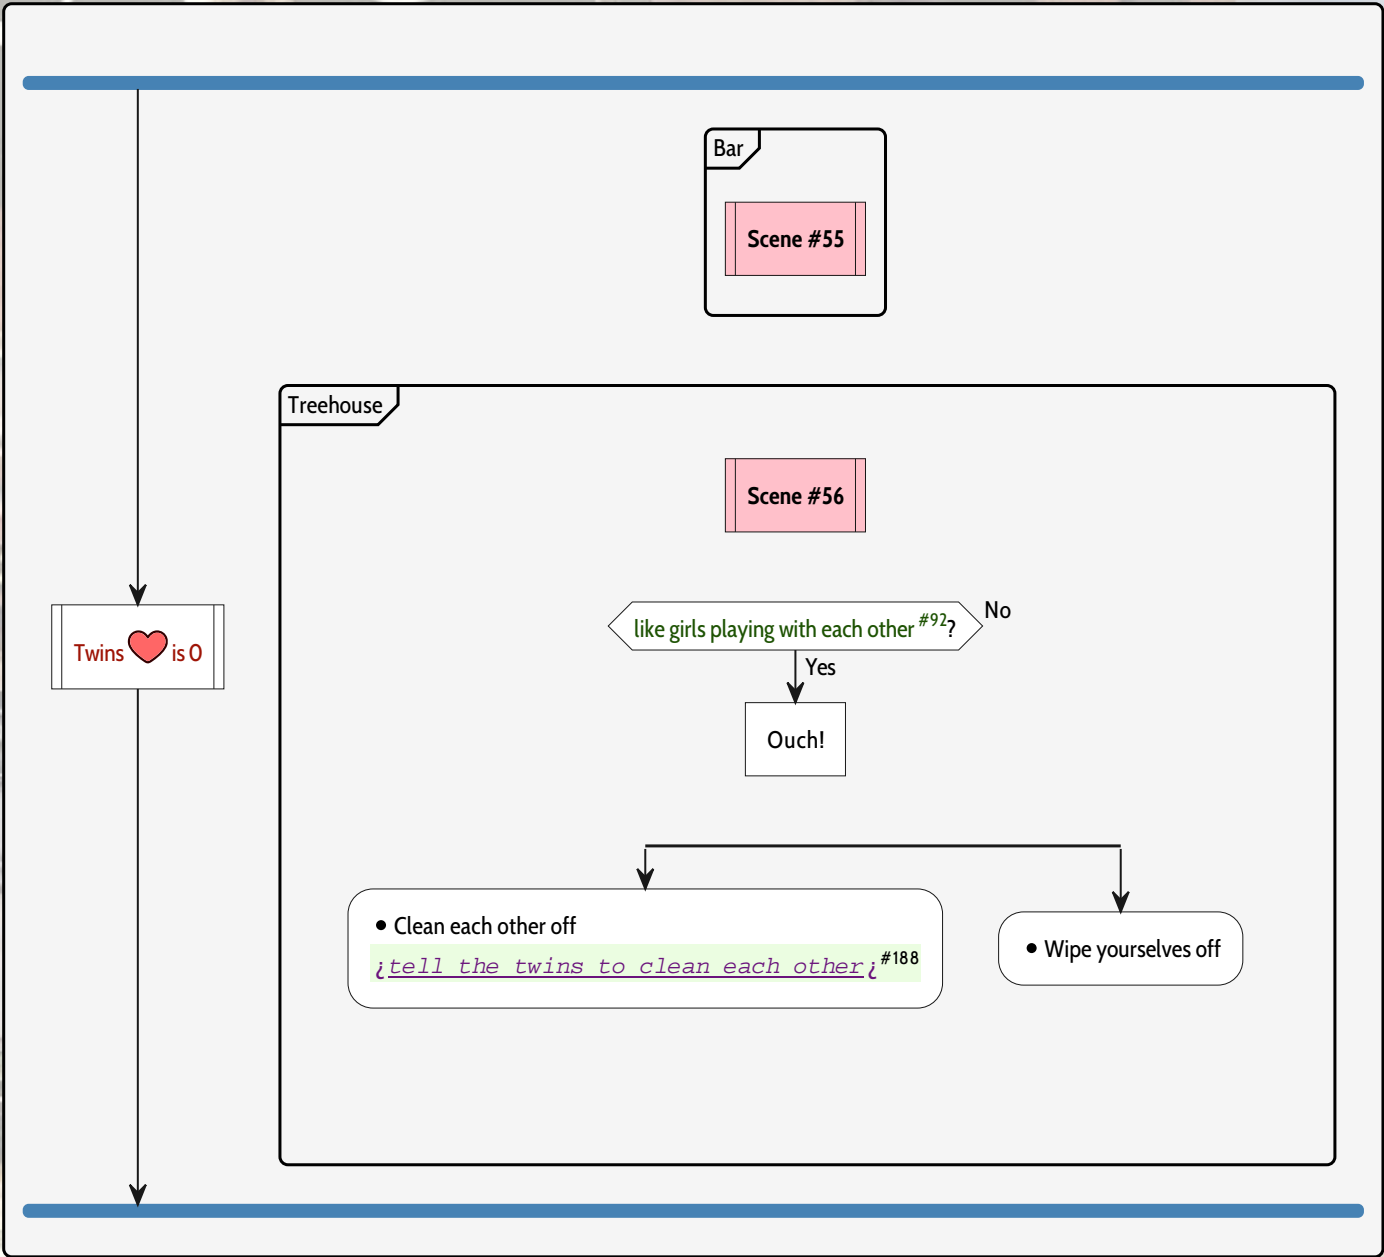 Bar
Scene #55
Treehouse
Scene #56
like girls playing with each other #92?
No
Yes
Twins is 0
Ouch!
• Clean each other off
¿tell the twins to clean each other¿#188
• Wipe yourselves off